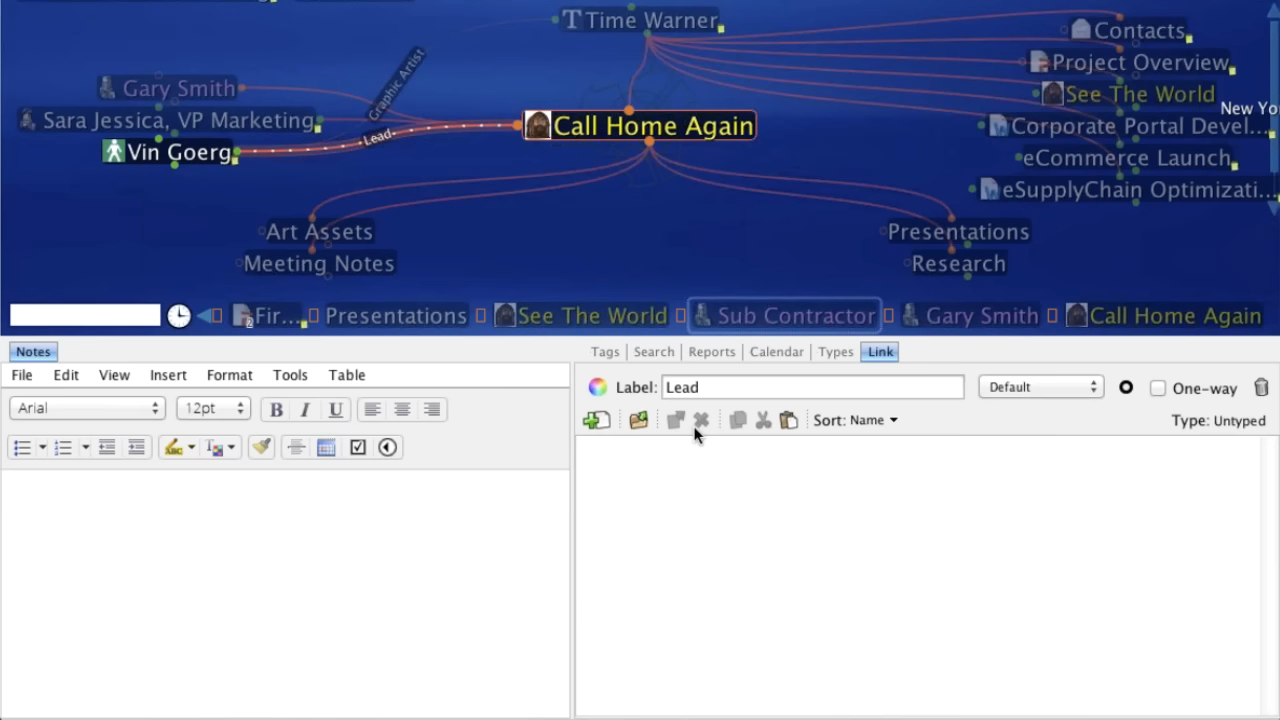 Time Warner
Contacts
Project Overview
Gary Smith
See The World
New Yo
Graphic Artist
Sara Jessica, VP Marketing
Call Home Again
Corporate Portal Devel...
Lead
Vin Goerg
eCommerce Launch
eSupplyChain Optimizati...
Art Assets
Presentations
Meeting Notes
Research
Fir... Presentations See The World Sub Contractor Gary Smith Call Home Again
Notes
Tags Search Reports Calendar Types Link
File Edit View Insert Format Tools Table
Label: Lead Default One-way
Arial 12pt B I U
Sort: Name Type: Untyped